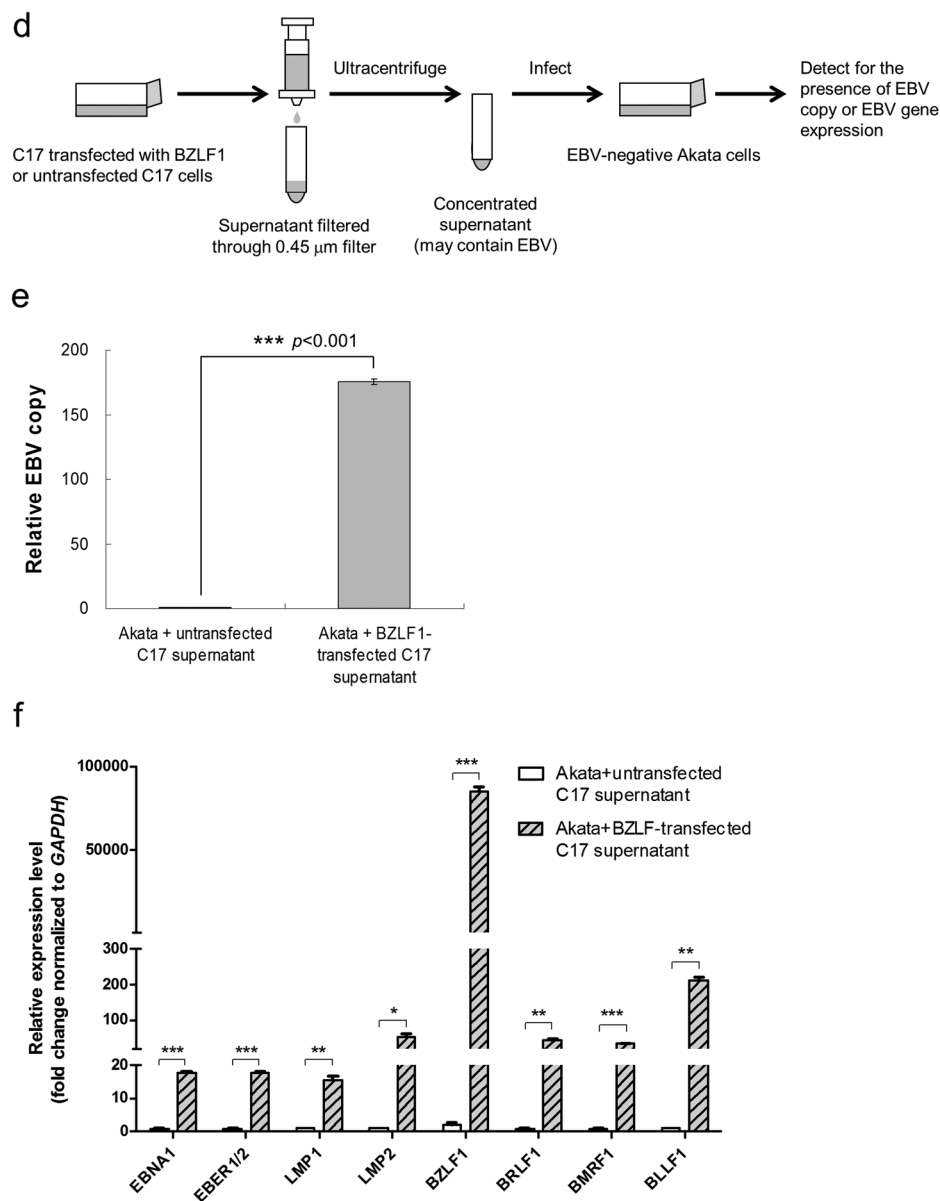 d
Ultracentrifuge
Infect
Detect for the
presence of EBV
copy or EBV gene
expression
C17 transfected with BZLF1
or untransfected C17 cells
EBV-negative Akata cells
Supernatant filtered
through 0.45 μm filter
Concentrated
supernatant
(may contain EBV)
e
*** p<0.001
Relative EBV copy
200
150
100
50
0
Akata + untransfected
C17 supernatant
Akata + BZLF1-
transfected C17
supernatant
f
Relative expression level
(fold change normalized to GAPDH)
100000
50000
300
200
100
20
10
0
***
***
**
*
***
**
***
**
Akata+untransfected
C17 supernatant
Akata+BZLF-transfected
C17 supernatant
EBNA1
EBER1/2
LMP1
LMP2
BZLF1
BRLF1
BMRF1
BLLF1